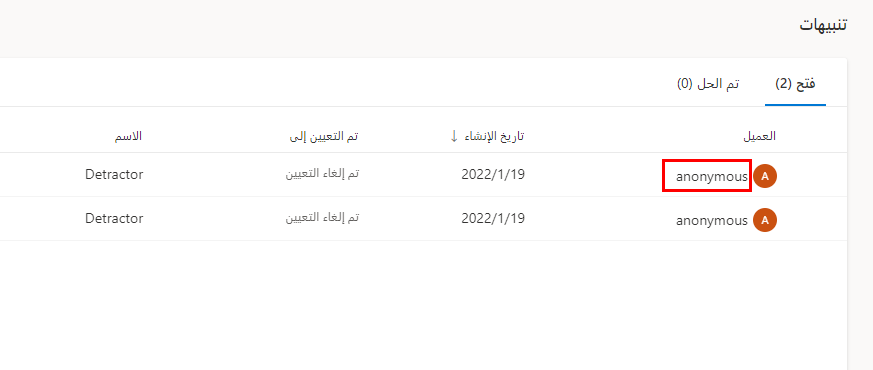 تنبيهات
فتح (2) تم الحل (0)
العميل تاريخ الإنشاء ↓ تم التعيين إلى الاسم
A anonymous 2022/1/19 تم إلغاء التعيين Detractor
A anonymous 2022/1/19 تم إلغاء التعيين Detractor